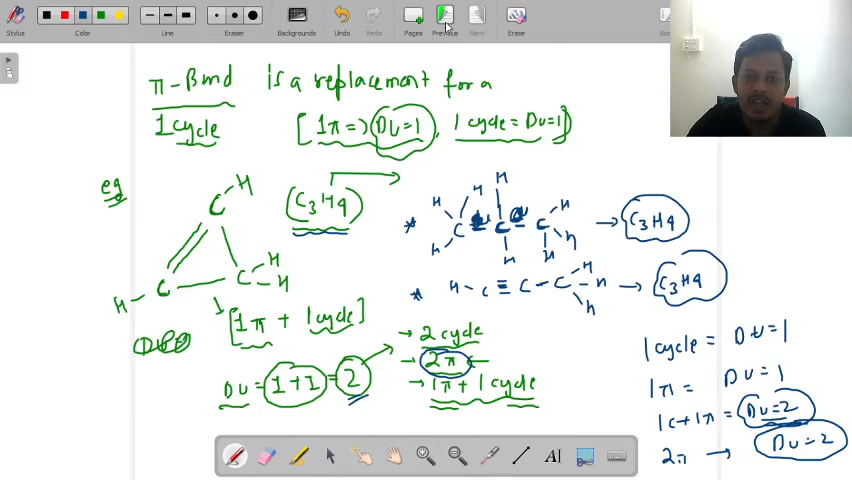 Stylus
Color
Line
Eraser
Backgrounds
Undo
Redo
Pages
Previous
Next
Erase
π-Bond is a replacement for a
1 cycle [1π => DU=1, 1 cycle = DU=1]
eg
C H
C3H4
H - C C H H
[1π + 1 cycle]
DU = 1+1 = 2
→ 2 cycle
→ 2π
→ 1π + 1 cycle
* H H H C C C H H H H → C3H4
* H - C ≡ C - C H H H → C3H4
1 cycle = DU=1
1π = DU=1
1c+1π = DU=2
2π → DU=2